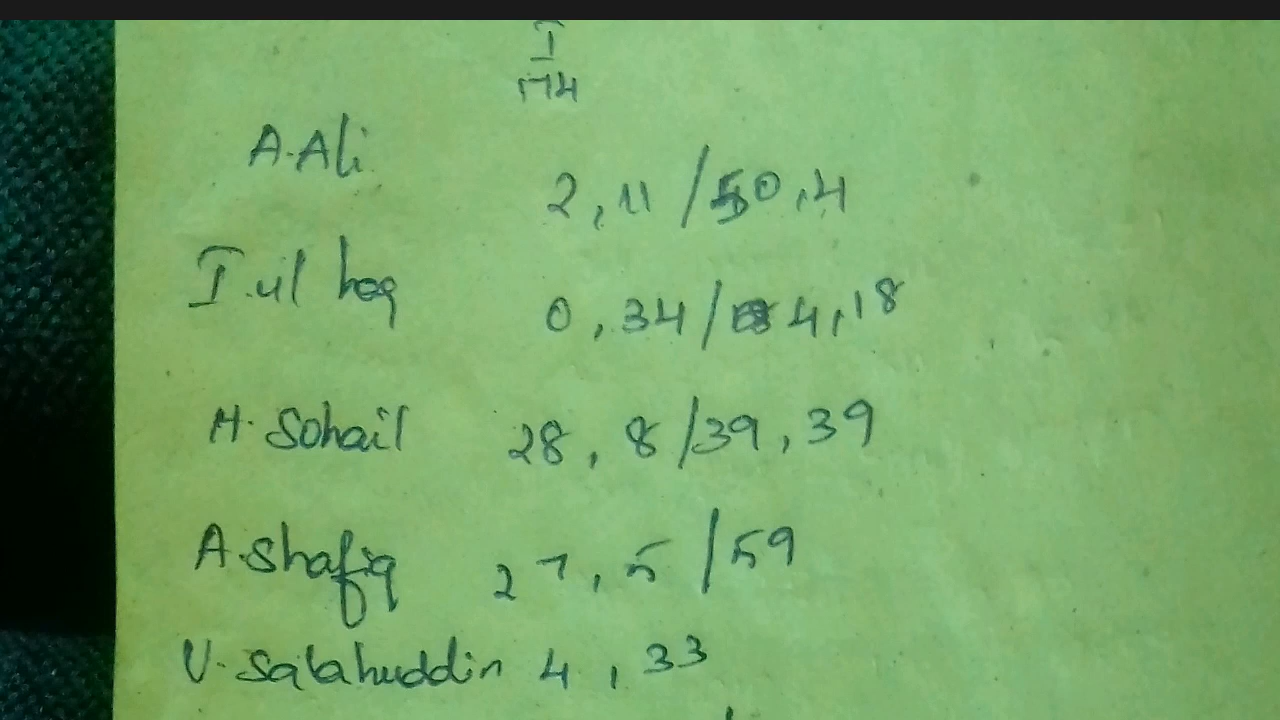 I
A.Ali
2, 11 / 50, 4
I.ul haq
0, 34 / 4, 18
H. Sohail 28, 8/39, 39
A.Shafiq 27, 5 / 59
U. Salahuddin 4, 33